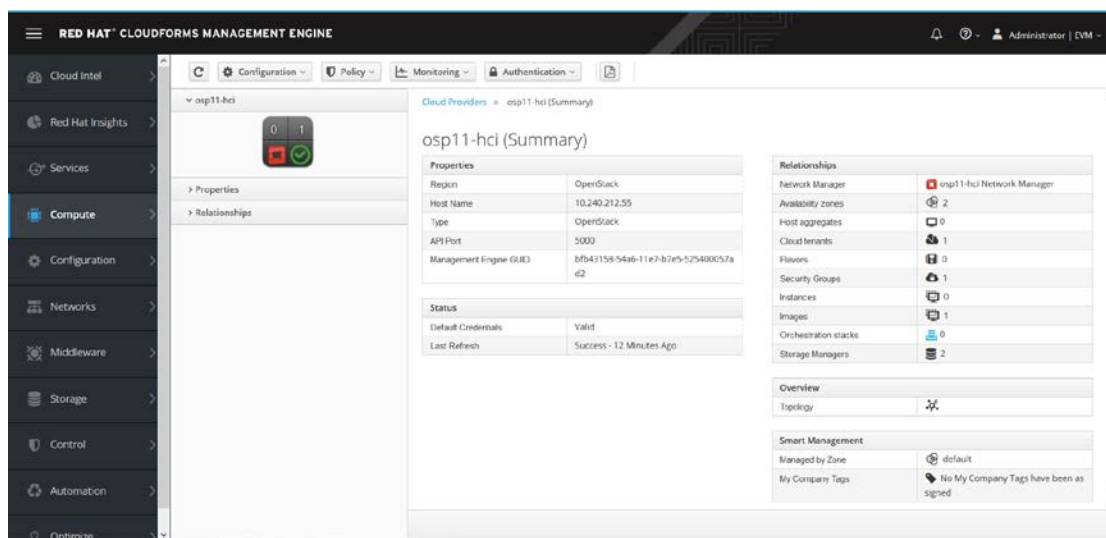 RED HAT® CLOUDFORMS MANAGEMENT ENGINE
Administrator | EVM
Cloud Intel
Red Hat Insights
Services
Compute
Configuration
Networks
Middleware
Storage
Control
Automation
Optimize
Configuration
Policy
Monitoring
Authentication
osp11-hci
0 1
Properties
Relationships
Cloud Providers » osp11-hci (Summary)
osp11-hci (Summary)
Properties
Region OpenStack
Host Name 10.240.212.55
Type OpenStack
API Port 5000
Management Engine GUID bfb43158-54a6-11e7-b7e5-525400057a
d2
Status
Default Credentials Valid
Last Refresh Success - 12 Minutes Ago
Relationships
Network Manager osp11-hci Network Manager
Availability zones 2
Host aggregates 0
Cloud tenants 1
Flavors 0
Security Groups 1
Instances 0
Images 1
Orchestration stacks 0
Storage Managers 2
Overview
Topology
Smart Management
Managed by Zone default
My Company Tags No My Company Tags have been as
signed